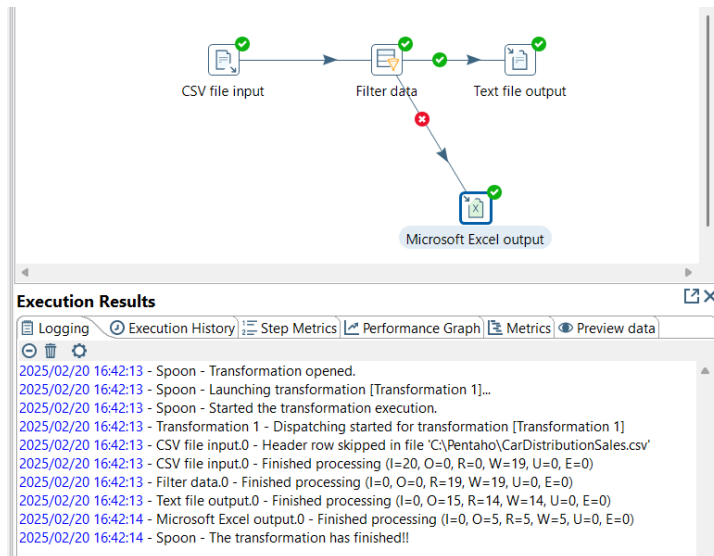 CSV file input
Filter data
Text file output
Microsoft Excel output
Execution Results
Logging Execution History Step Metrics Performance Graph Metrics Preview data
2025/02/20 16:42:13 - Spoon - Transformation opened.
2025/02/20 16:42:13 - Spoon - Launching transformation [Transformation 1]...
2025/02/20 16:42:13 - Spoon - Started the transformation execution.
2025/02/20 16:42:13 - Transformation 1 - Dispatching started for transformation [Transformation 1]
2025/02/20 16:42:13 - CSV file input.0 - Header row skipped in file 'C:\Pentaho\CarDistributionSales.csv'
2025/02/20 16:42:13 - CSV file input.0 - Finished processing (I=20, O=0, R=0, W=19, U=0, E=0)
2025/02/20 16:42:13 - Filter data.0 - Finished processing (I=0, O=0, R=19, W=19, U=0, E=0)
2025/02/20 16:42:13 - Text file output.0 - Finished processing (I=0, O=15, R=14, W=14, U=0, E=0)
2025/02/20 16:42:14 - Microsoft Excel output.0 - Finished processing (I=0, O=5, R=5, W=5, U=0, E=0)
2025/02/20 16:42:14 - Spoon - The transformation has finished!!